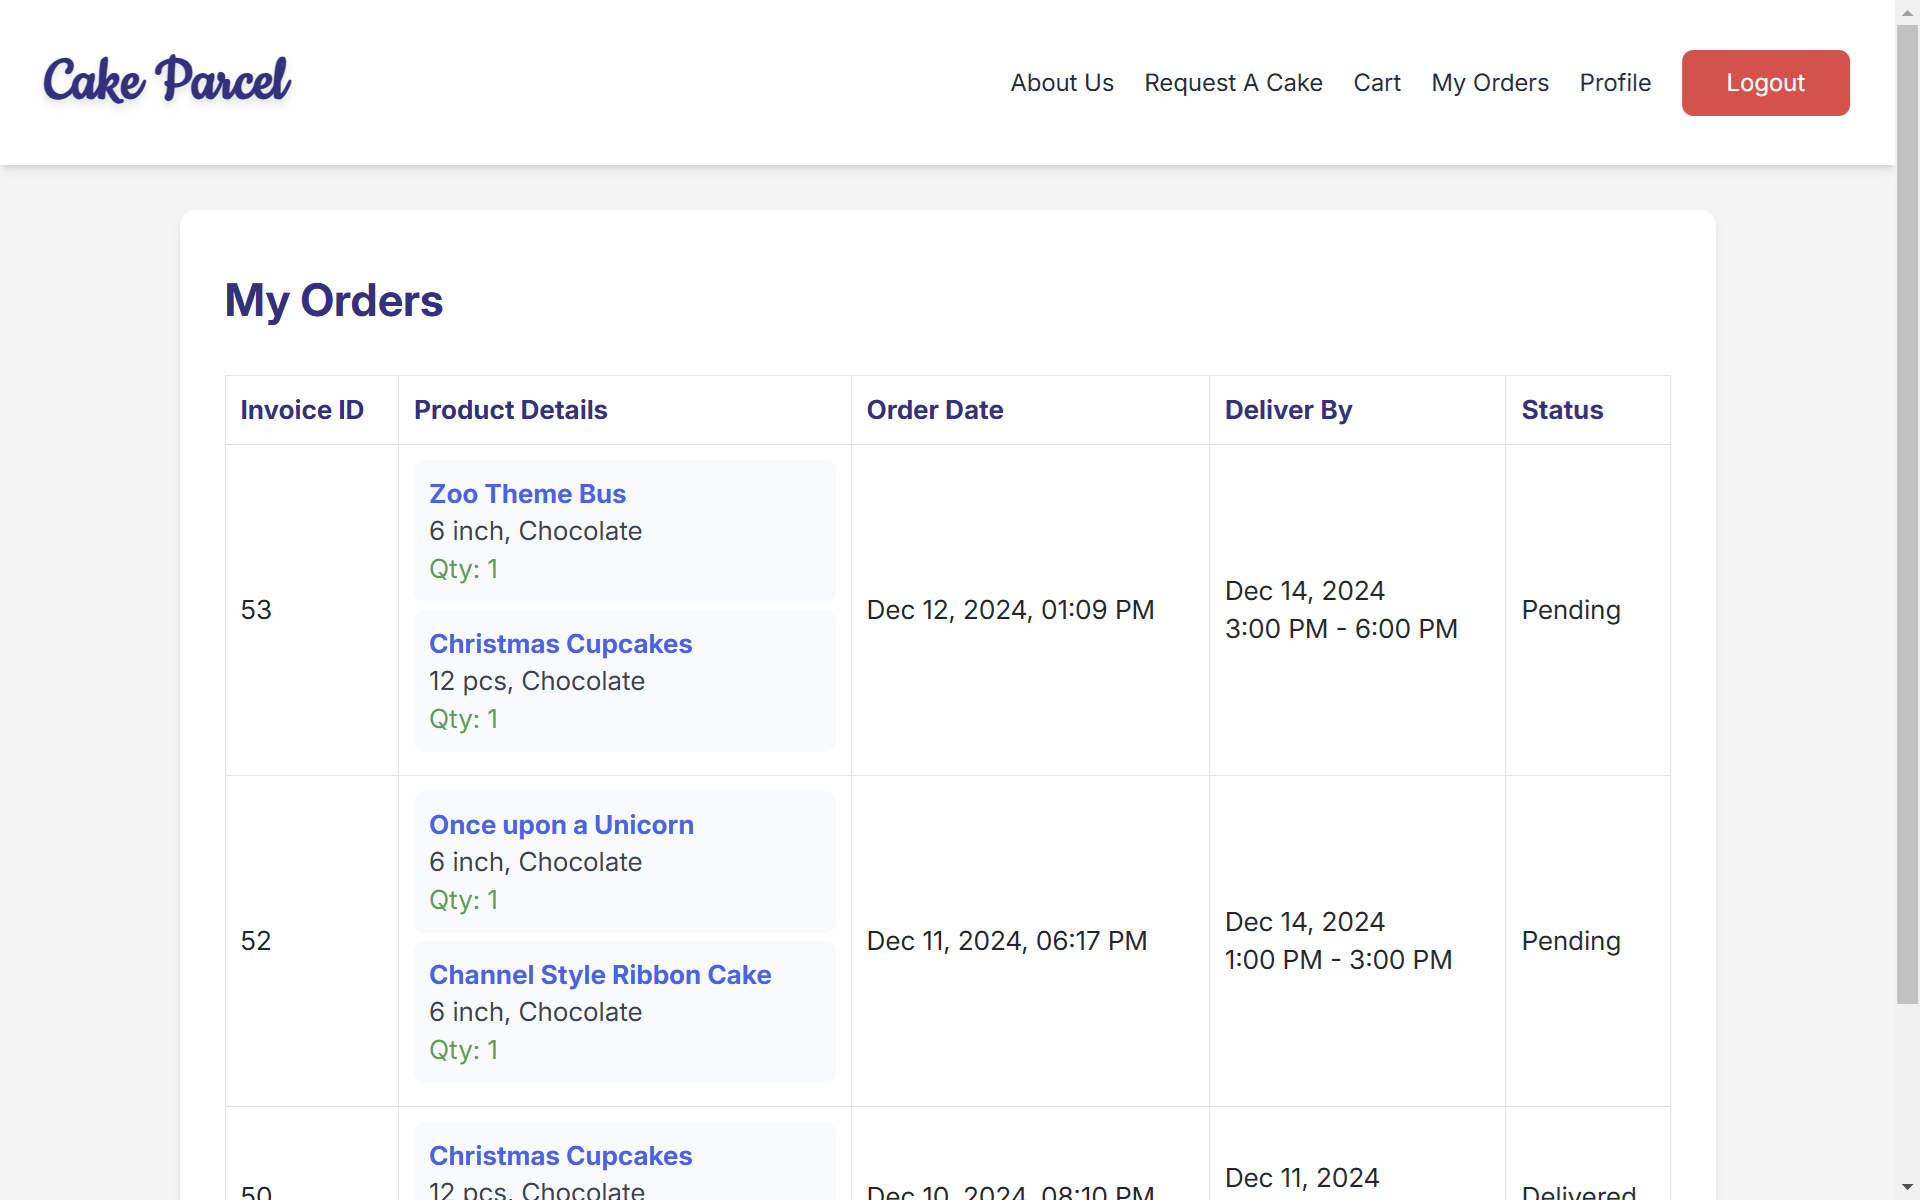 Cake Parcel
About Us Request A Cake Cart My Orders Profile Logout
My Orders
Invoice ID Product Details Order Date Deliver By Status
53
Zoo Theme Bus
6 inch, Chocolate
Qty: 1
Christmas Cupcakes
12 pcs, Chocolate
Qty: 1
Dec 12, 2024, 01:09 PM
Dec 14, 2024
3:00 PM - 6:00 PM
Pending
52
Once upon a Unicorn
6 inch, Chocolate
Qty: 1
Channel Style Ribbon Cake
6 inch, Chocolate
Qty: 1
Dec 11, 2024, 06:17 PM
Dec 14, 2024
1:00 PM - 3:00 PM
Pending
50
Christmas Cupcakes
12 pcs, Chocolate
Dec 10, 2024, 08:10 PM
Dec 11, 2024
Delivered